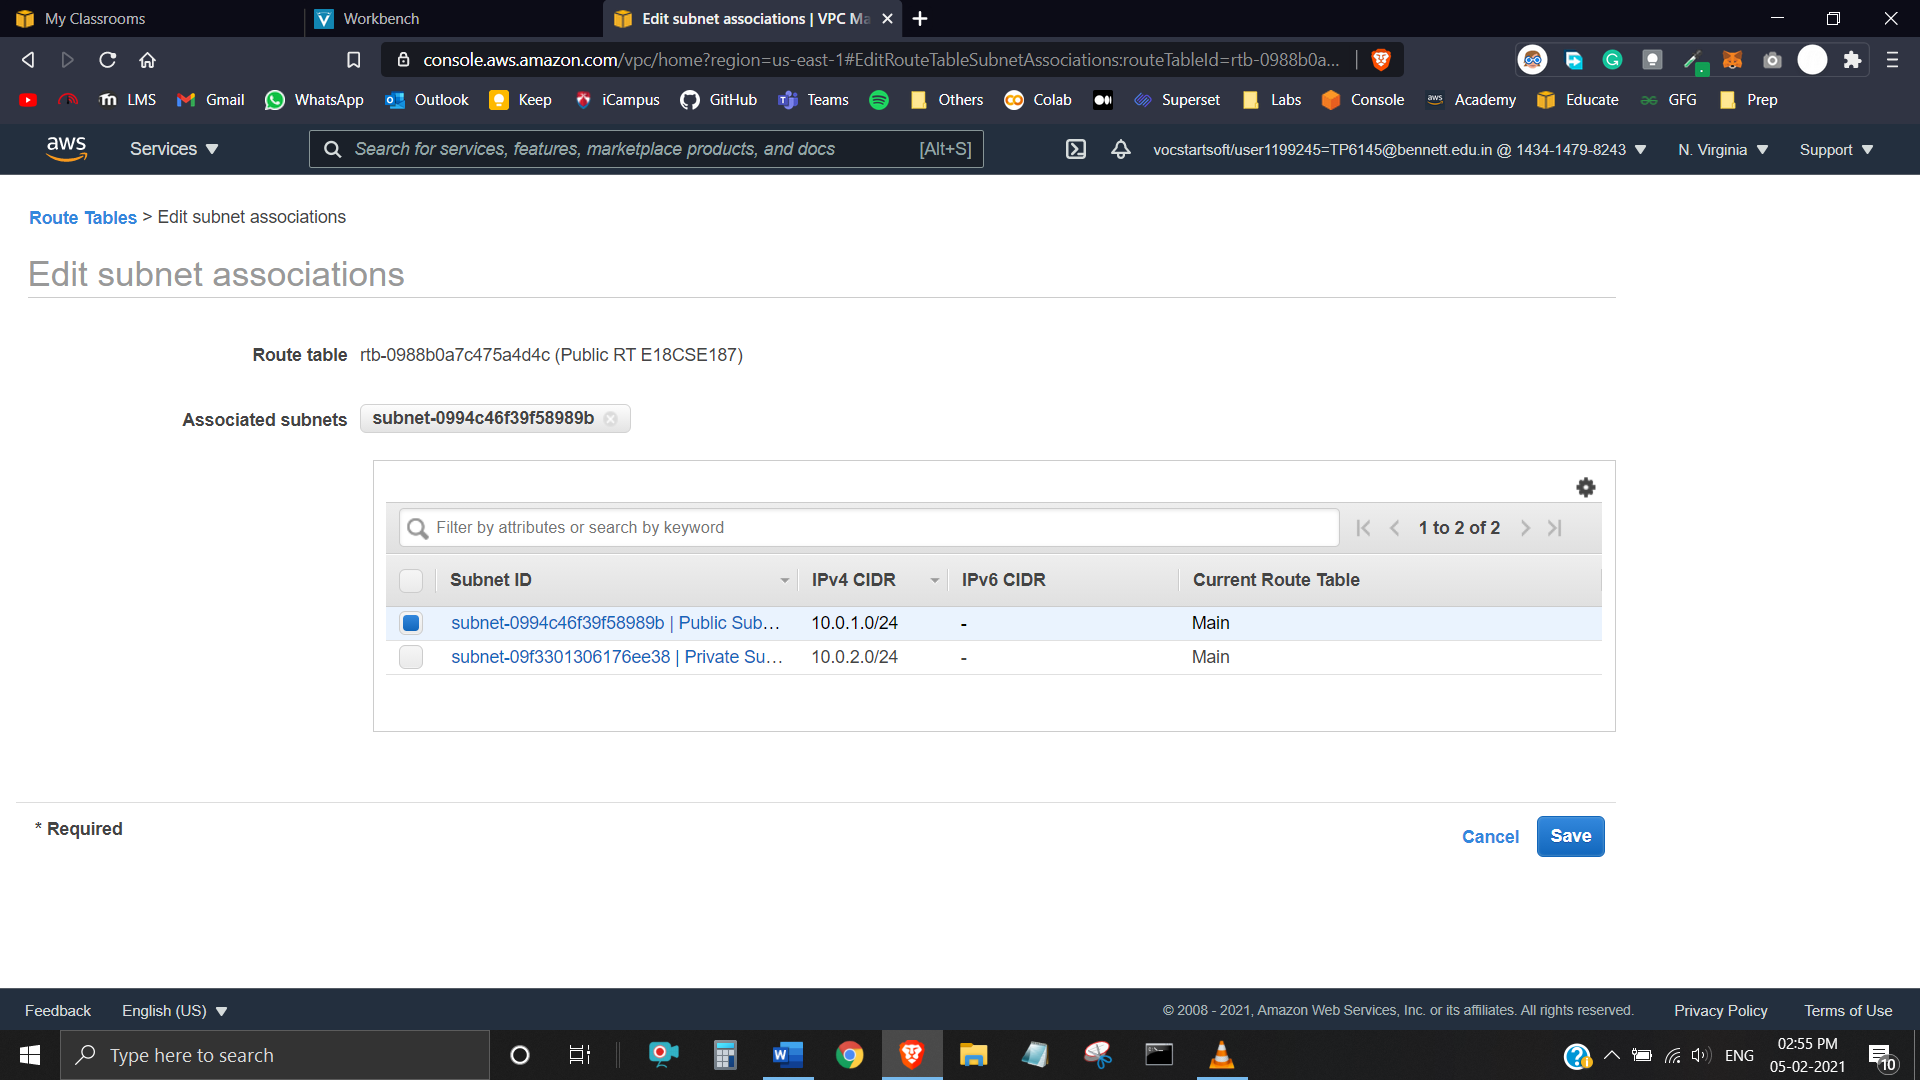 My Classrooms
Workbench
Edit subnet associations | VPC Ma
console.aws.amazon.com/vpc/home?region=us-east-1#EditRouteTableSubnetAssociations:routeTableId=rtb-0988b0a...
LMS Gmail WhatsApp Outlook Keep iCampus GitHub Teams Others Colab Superset Labs Console aws Academy Educate GFG Prep
aws Services Search for services, features, marketplace products, and docs [Alt+S] vocstartsoft/user1199245=TP6145@bennett.edu.in @ 1434-1479-8243 N. Virginia Support
Route Tables > Edit subnet associations
Edit subnet associations
Route table rtb-0988b0a7c475a4d4c (Public RT E18CSE187)
Associated subnets subnet-0994c46f39f58989b
Filter by attributes or search by keyword 1 to 2 of 2
Subnet ID IPv4 CIDR IPv6 CIDR Current Route Table
subnet-0994c46f39f58989b | Public Sub... 10.0.1.0/24 - Main
subnet-09f3301306176ee38 | Private Su... 10.0.2.0/24 - Main
* Required
Cancel Save
Feedback English (US) © 2008 - 2021, Amazon Web Services, Inc. or its affiliates. All rights reserved. Privacy Policy Terms of Use
Type here to search
ENG
02:55 PM
05-02-2021
10